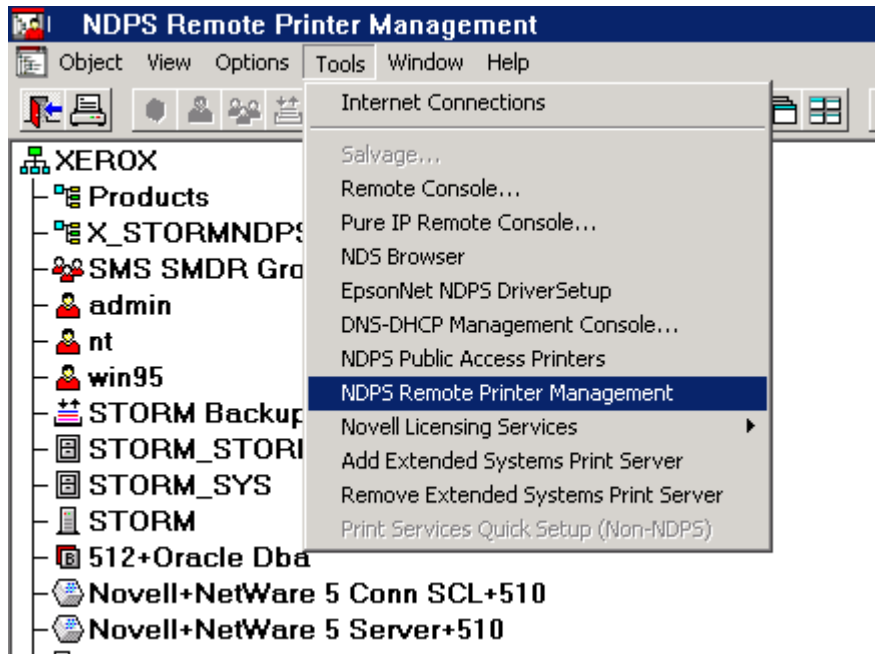 NDPS Remote Printer Management
Object View Options Tools Window Help
Internet Connections
Salvage...
Remote Console...
Pure IP Remote Console...
NDS Browser
EpsonNet NDPS DriverSetup
DNS-DHCP Management Console...
NDPS Public Access Printers
NDPS Remote Printer Management
Novell Licensing Services
Add Extended Systems Print Server
Remove Extended Systems Print Server
Print Services Quick Setup (Non-NDPS)
XEROX
Products
X_STORMNDPS
SMS SMDR Gro
admin
nt
win95
STORM Backup
STORM_STOR
STORM_SYS
STORM
512+Oracle Dba
Novell+NetWare 5 Conn SCL+510
Novell+NetWare 5 Server+510